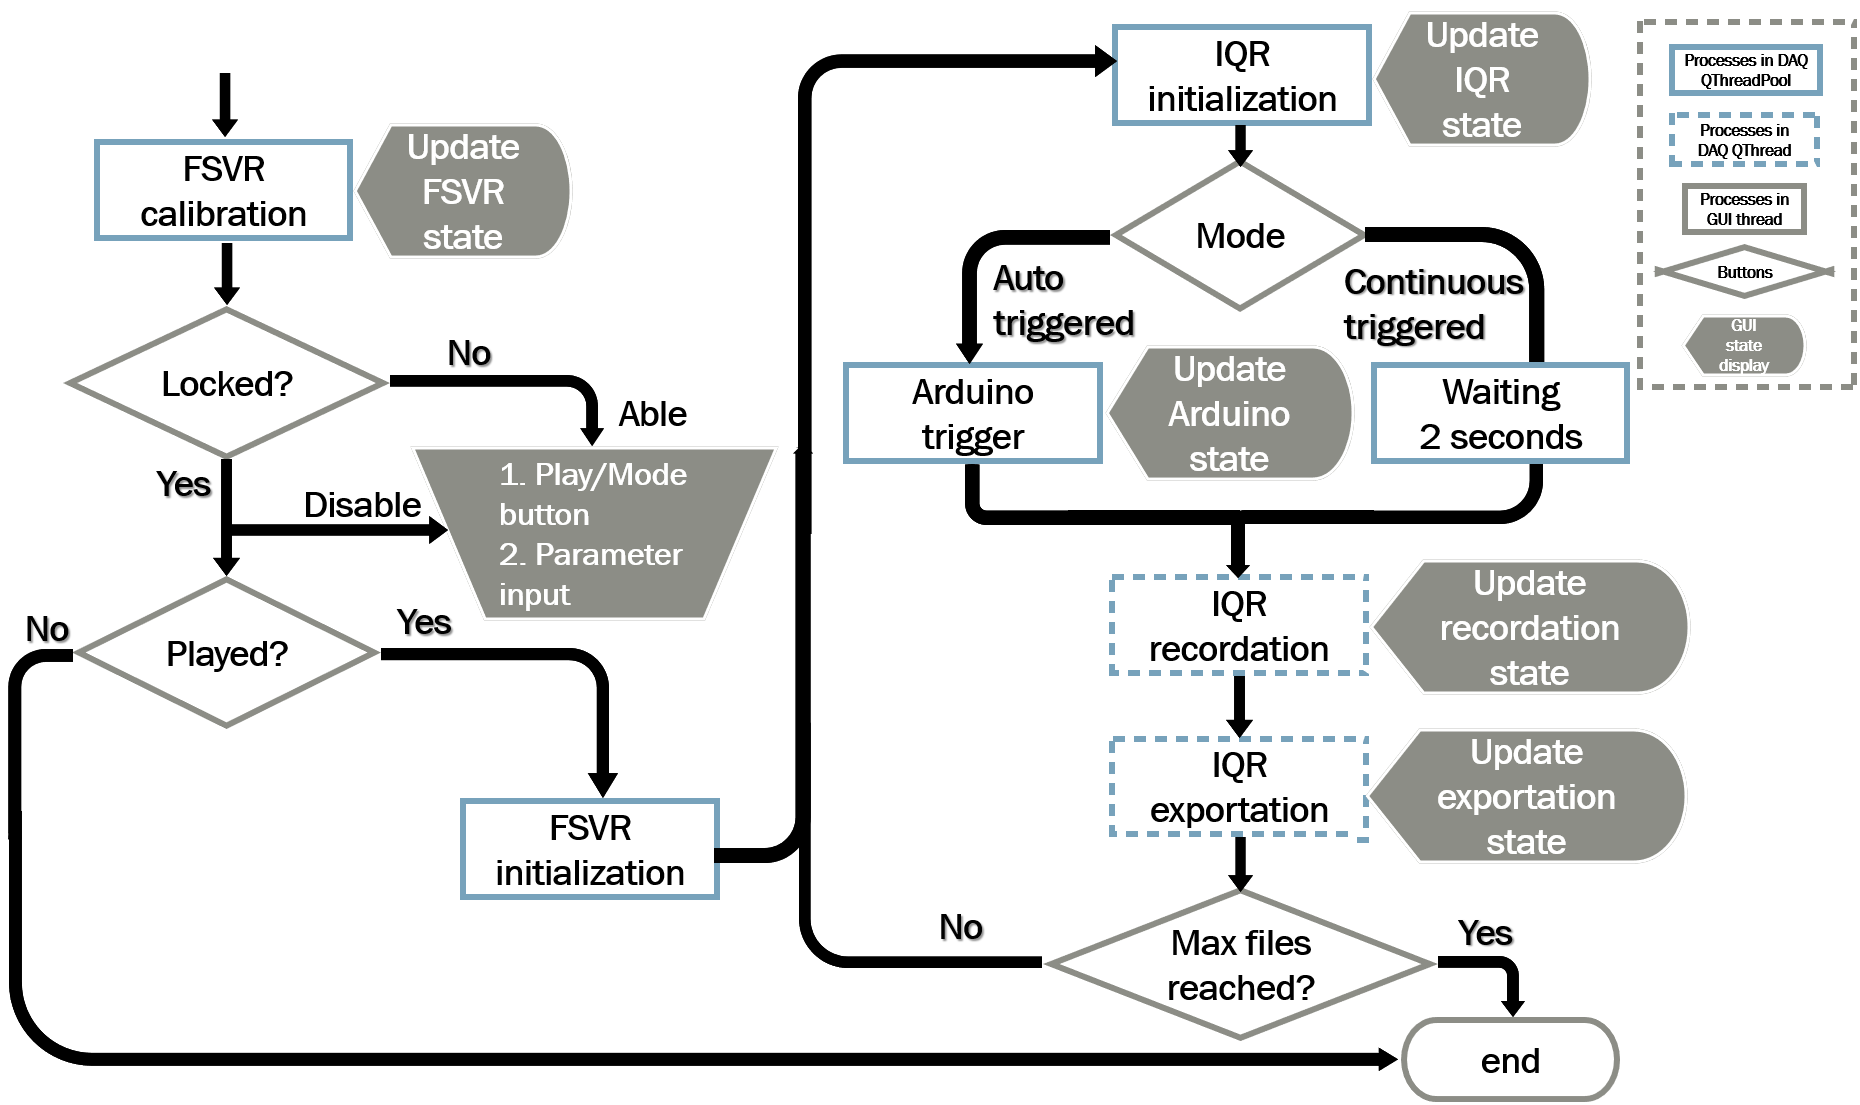 FSVR
calibration
Update
FSVR
state
Locked?
No
Able
Yes
Disable
1. Play/Mode
button
2. Parameter
input
Played?
No
Yes
FSVR
initialization
IQR
initialization
Update
IQR
state
Mode
Auto
triggered
Continuous
triggered
Arduino
trigger
Update
Arduino
state
Waiting
2 seconds
IQR
recordation
Update
recordation
state
IQR
exportation
Update
exportation
state
Max files
reached?
No
Yes
end
Processes in DAQ
QThreadPool
Processes in
DAQ QThread
Processes in
GUI thread
Buttons
GUI
state
display